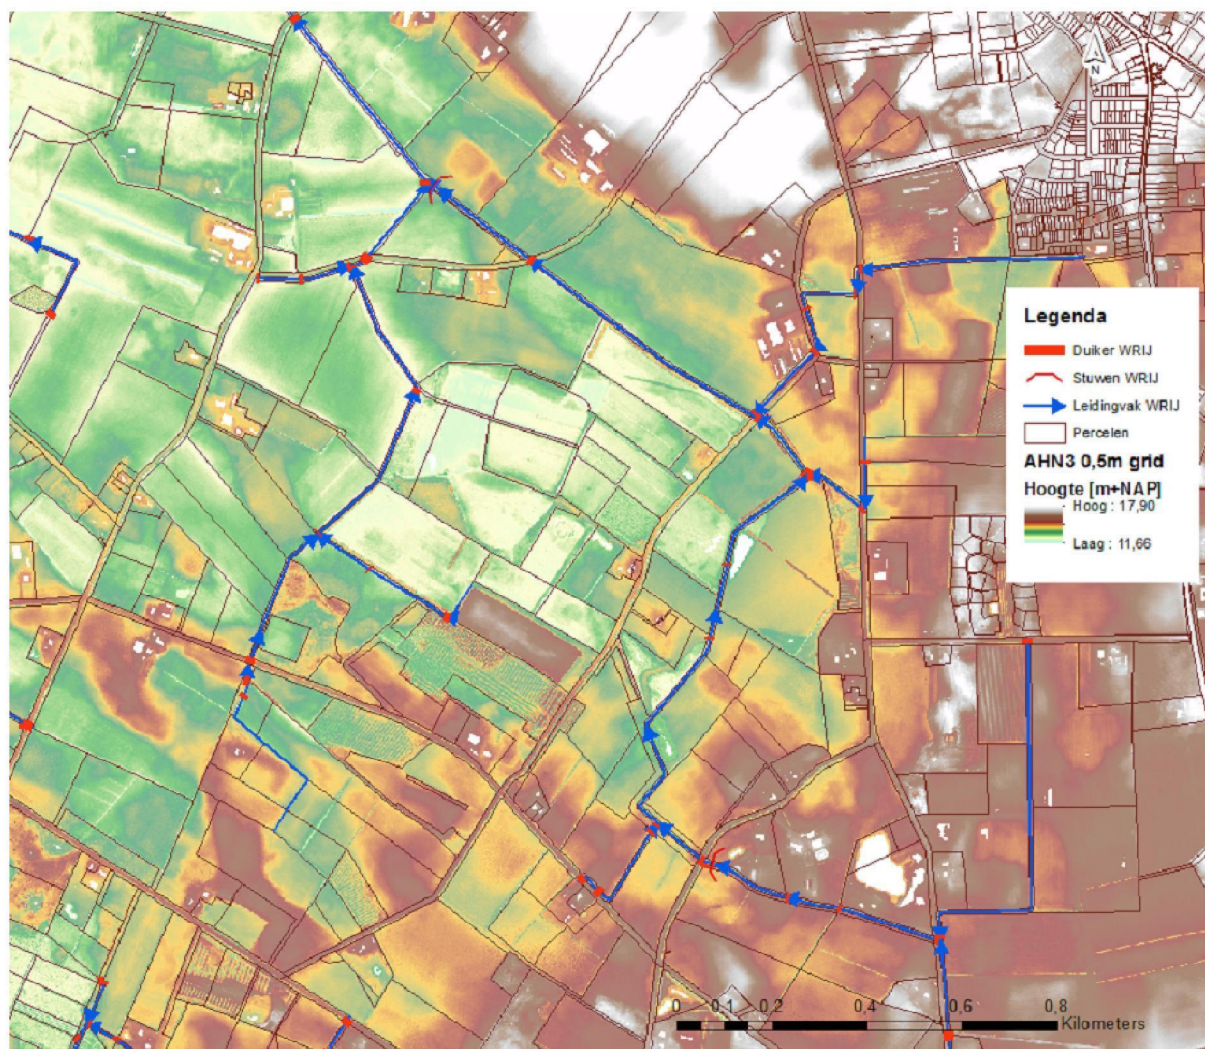 N
Legenda
Duiker WRIJ
Stuwen WRIJ
Leidingvak WRIJ
Percelen
AHN3 0,5m grid
Hoogte [m+NAP]
Hoog : 17,90
Laag : 11,66
0 0,1 0,2 0,4 0,6 0,8
Kilometers